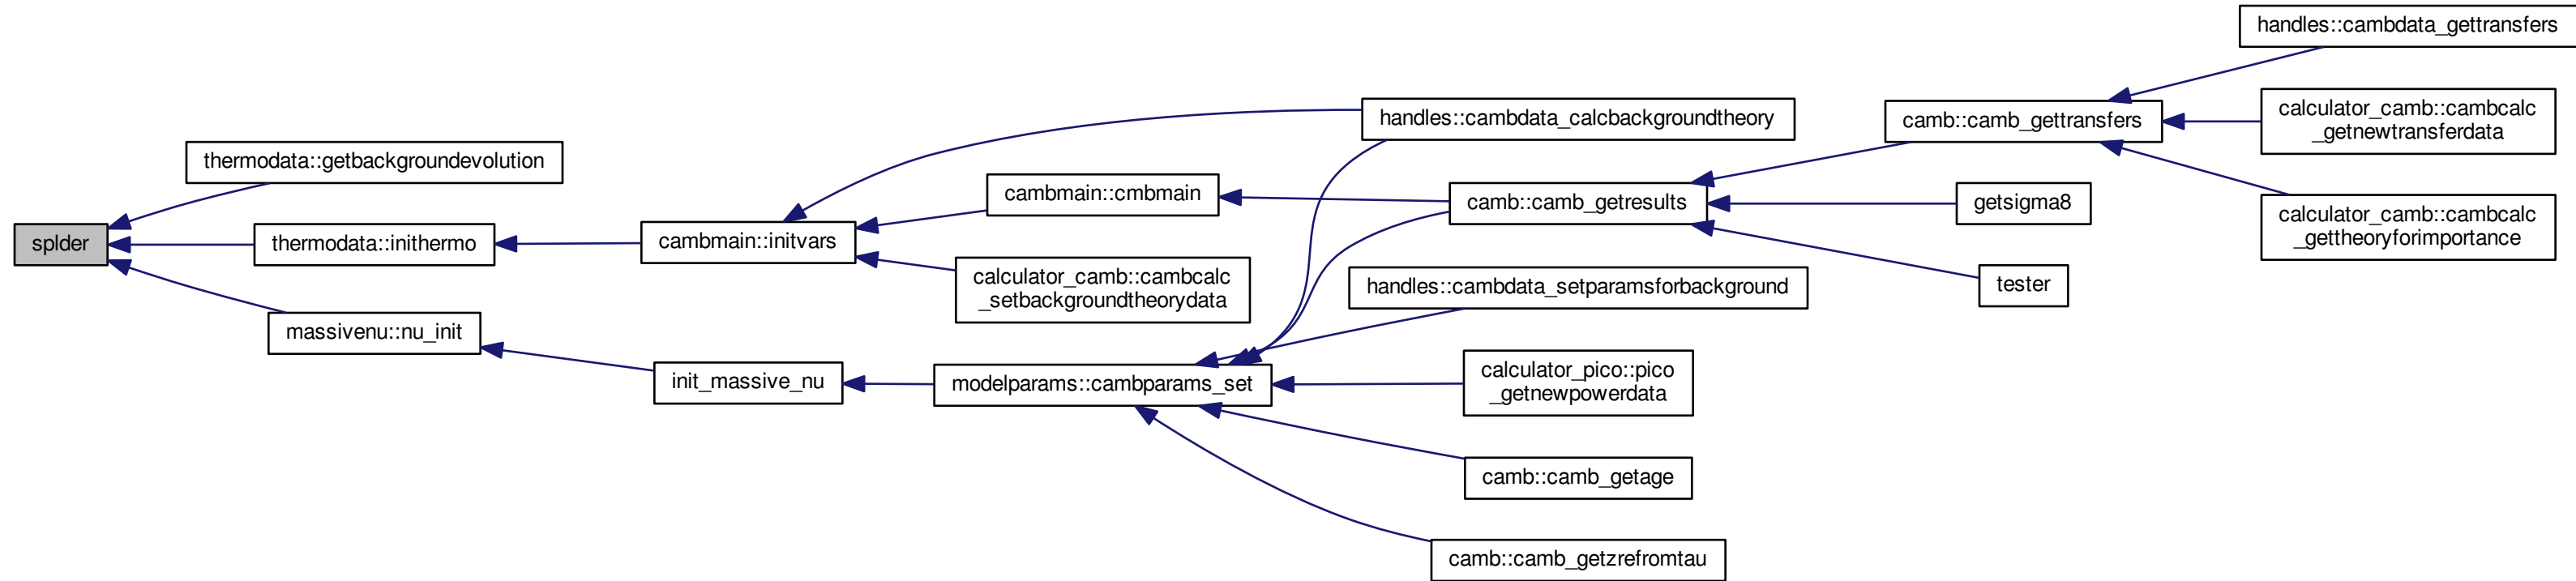 splder
thermodata::getbackgroundevolution
thermodata::inithermo
massivenu::nu_init
cambmain::initvars
init_massive_nu
cambmain::cmbmain
calculator_camb::cambcalc
_setbackgroundtheorydata
modelparams::cambparams_set
handles::cambdata_calcbackgroundtheory
camb::camb_getresults
handles::cambdata_setparamsforbackground
calculator_pico::pico
_getnewpowerdata
camb::camb_getage
camb::camb_getzrefromtau
camb::camb_gettransfers
getsigma8
tester
handles::cambdata_gettransfers
calculator_camb::cambcalc
_getnewtransferdata
calculator_camb::cambcalc
_gettheoryforimportance